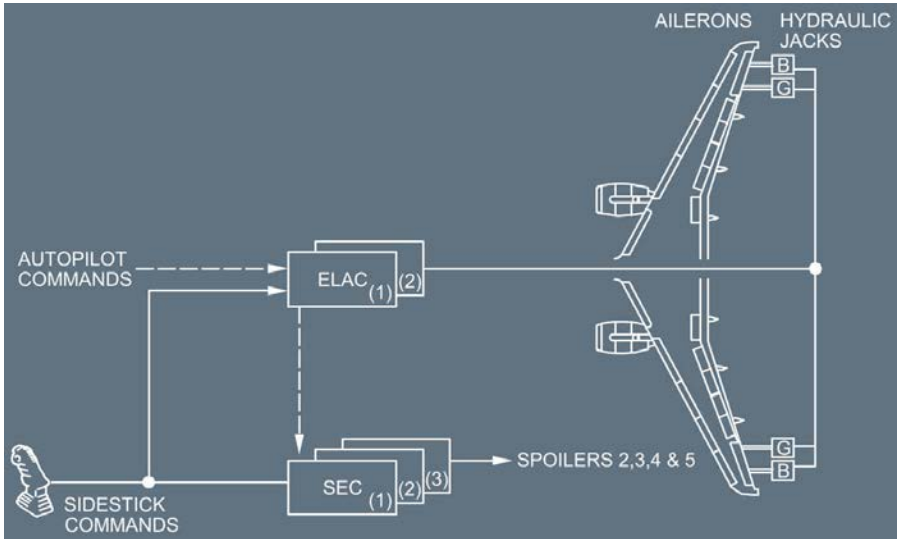 AILERONS
HYDRAULIC
JACKS
B
G
AUTOPILOT
COMMANDS
ELAC
(1)
(2)
G
B
SEC
(1)
(2)
(3)
SPOILERS 2,3,4 & 5
SIDESTICK
COMMANDS